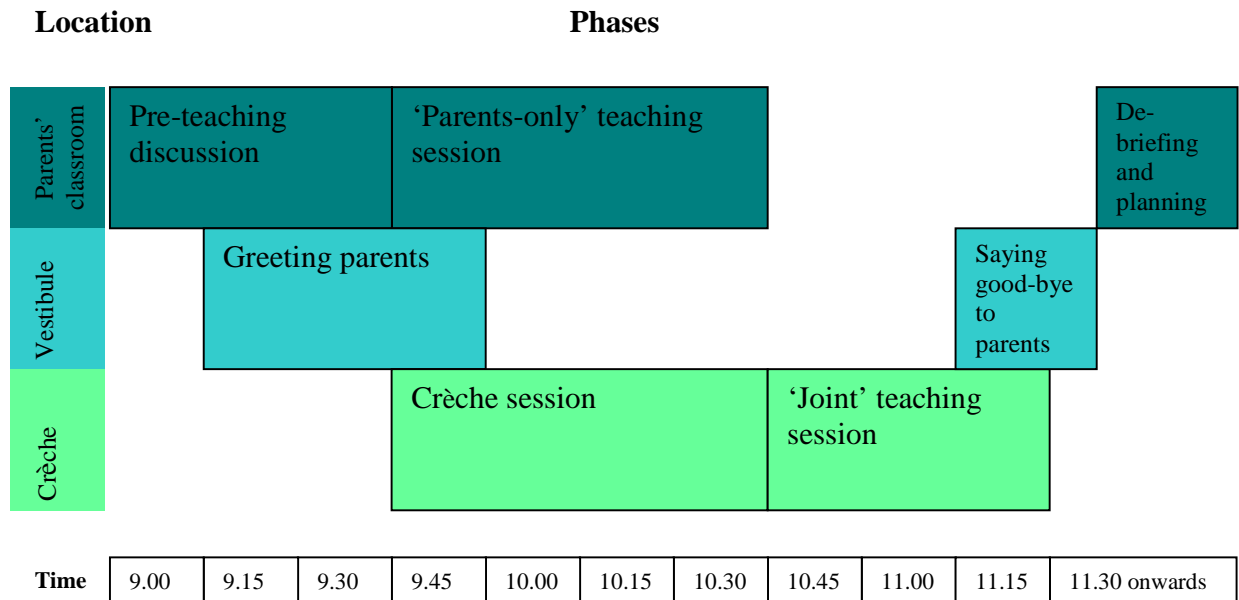 Location
Phases
Parents’
classroom
Pre-teaching
discussion
‘Parents-only’ teaching
session
De-
briefing
and
planning
Vestibule
Greeting parents
Saying
good-bye
to
parents
Crèche
Crèche session
‘Joint’ teaching
session
Time 9.00 9.15 9.30 9.45 10.00 10.15 10.30 10.45 11.00 11.15 11.30 onwards